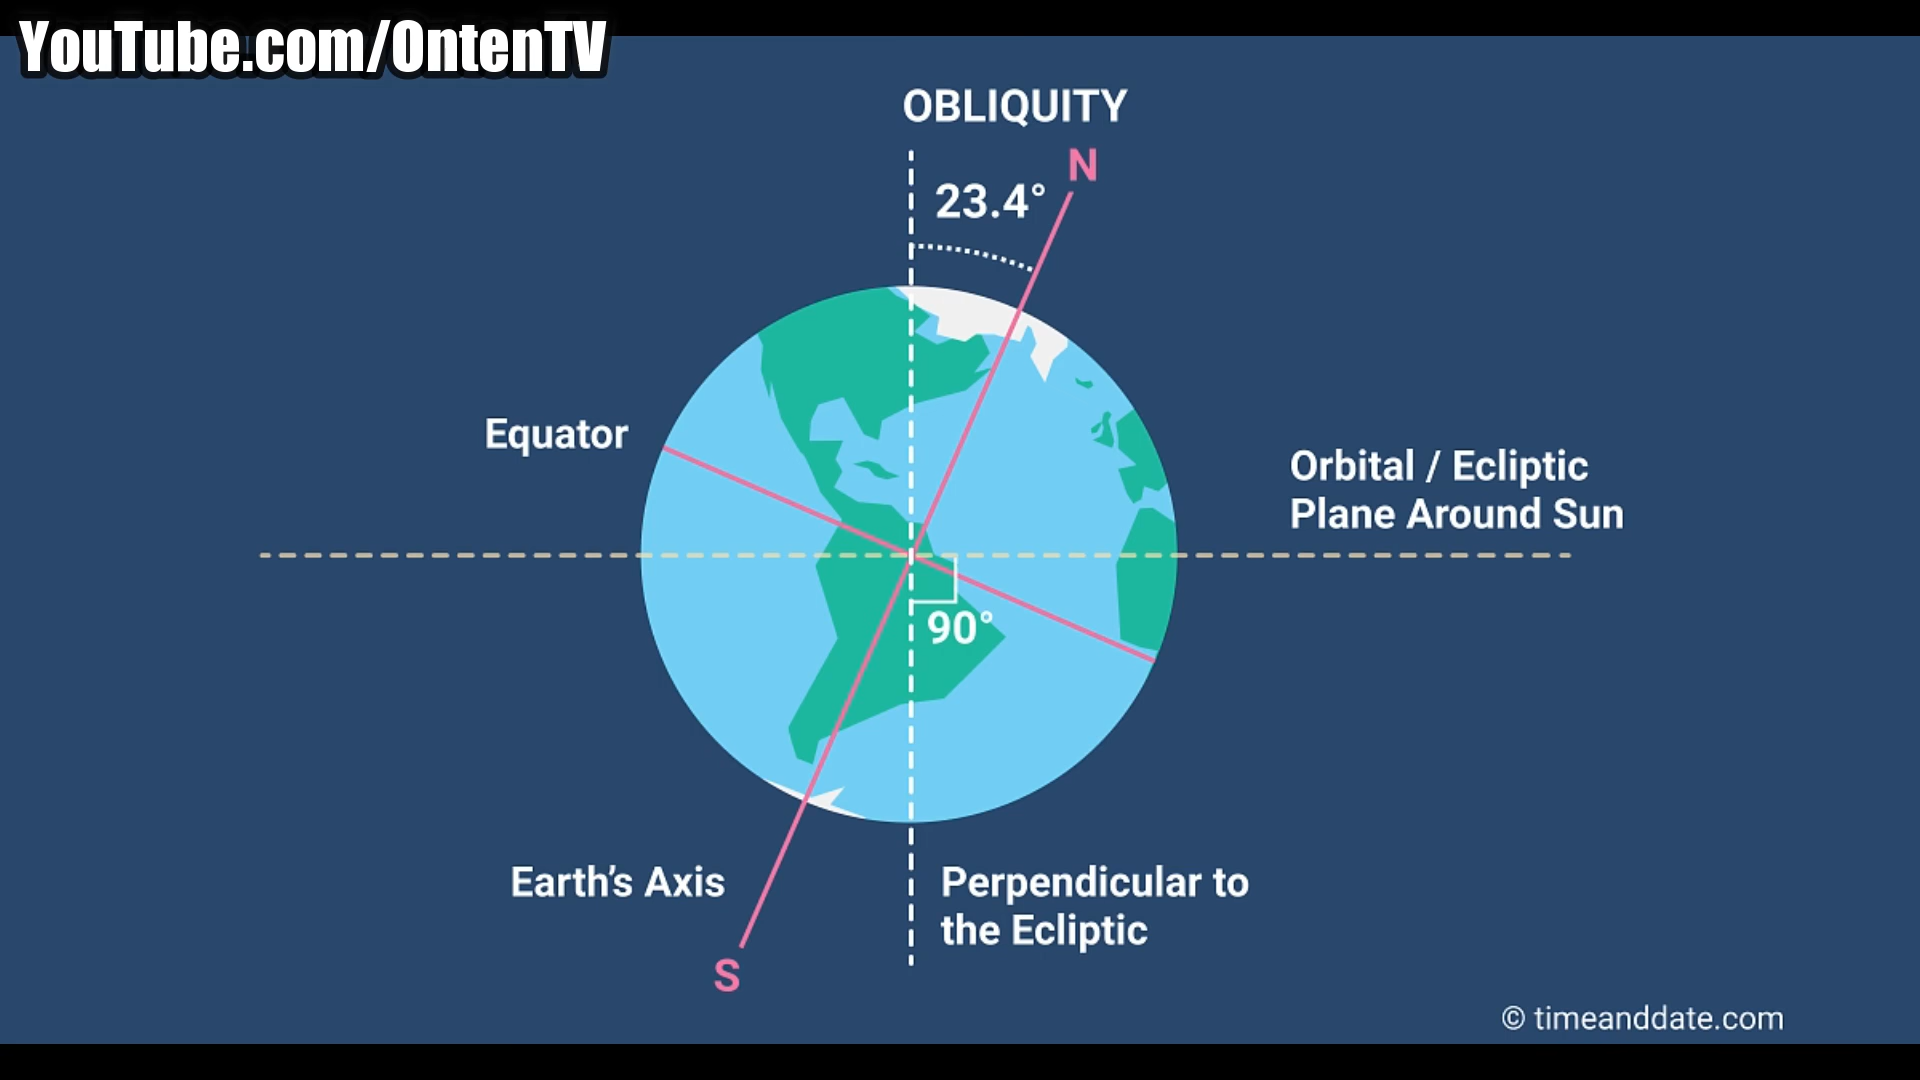 YouTube.com/OntenTV
OBLIQUITY
N
23.4°
Equator
Orbital / Ecliptic
Plane Around Sun
90°
Earth’s Axis
Perpendicular to
the Ecliptic
S
© timeanddate.com